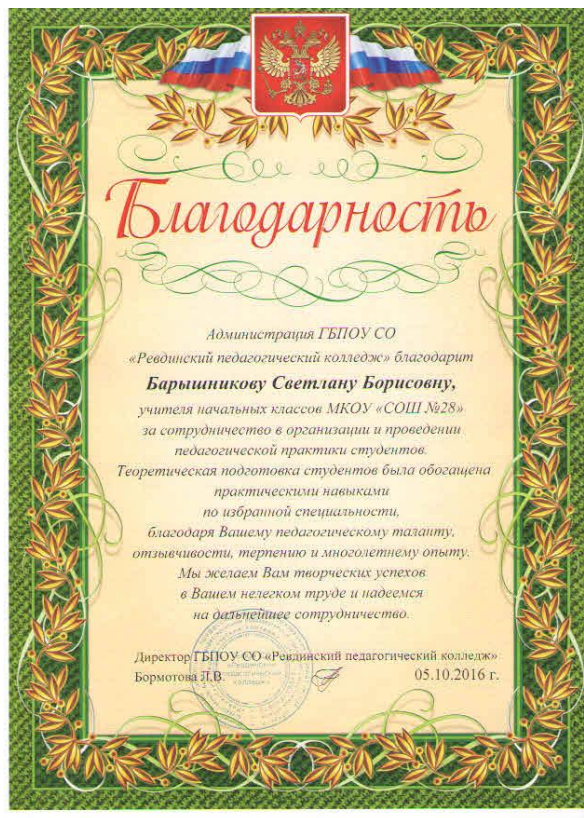 Благодарность
Администрация ГБПОУ СО
«Ревдинский педагогический колледж» благодарит
Барышникову Светлану Борисовну,
учителя начальных классов МКОУ «СОШ №28»
за сотрудничество в организации и проведении
педагогической практики студентов.
Теоретическая подготовка студентов была обогащена
практическими навыками
по избранной специальности,
благодаря Вашему педагогическому таланту,
отзывчивости, терпению и многолетнему опыту.
Мы желаем Вам творческих успехов
в Вашем нелегком труде и надеемся
на дальнейшее сотрудничество.
Директор ГБПОУ СО «Ревдинский педагогический колледж»
Бормотова Л.В. 05.10.2016 г.
«Ревдинский
педагогический
колледж»